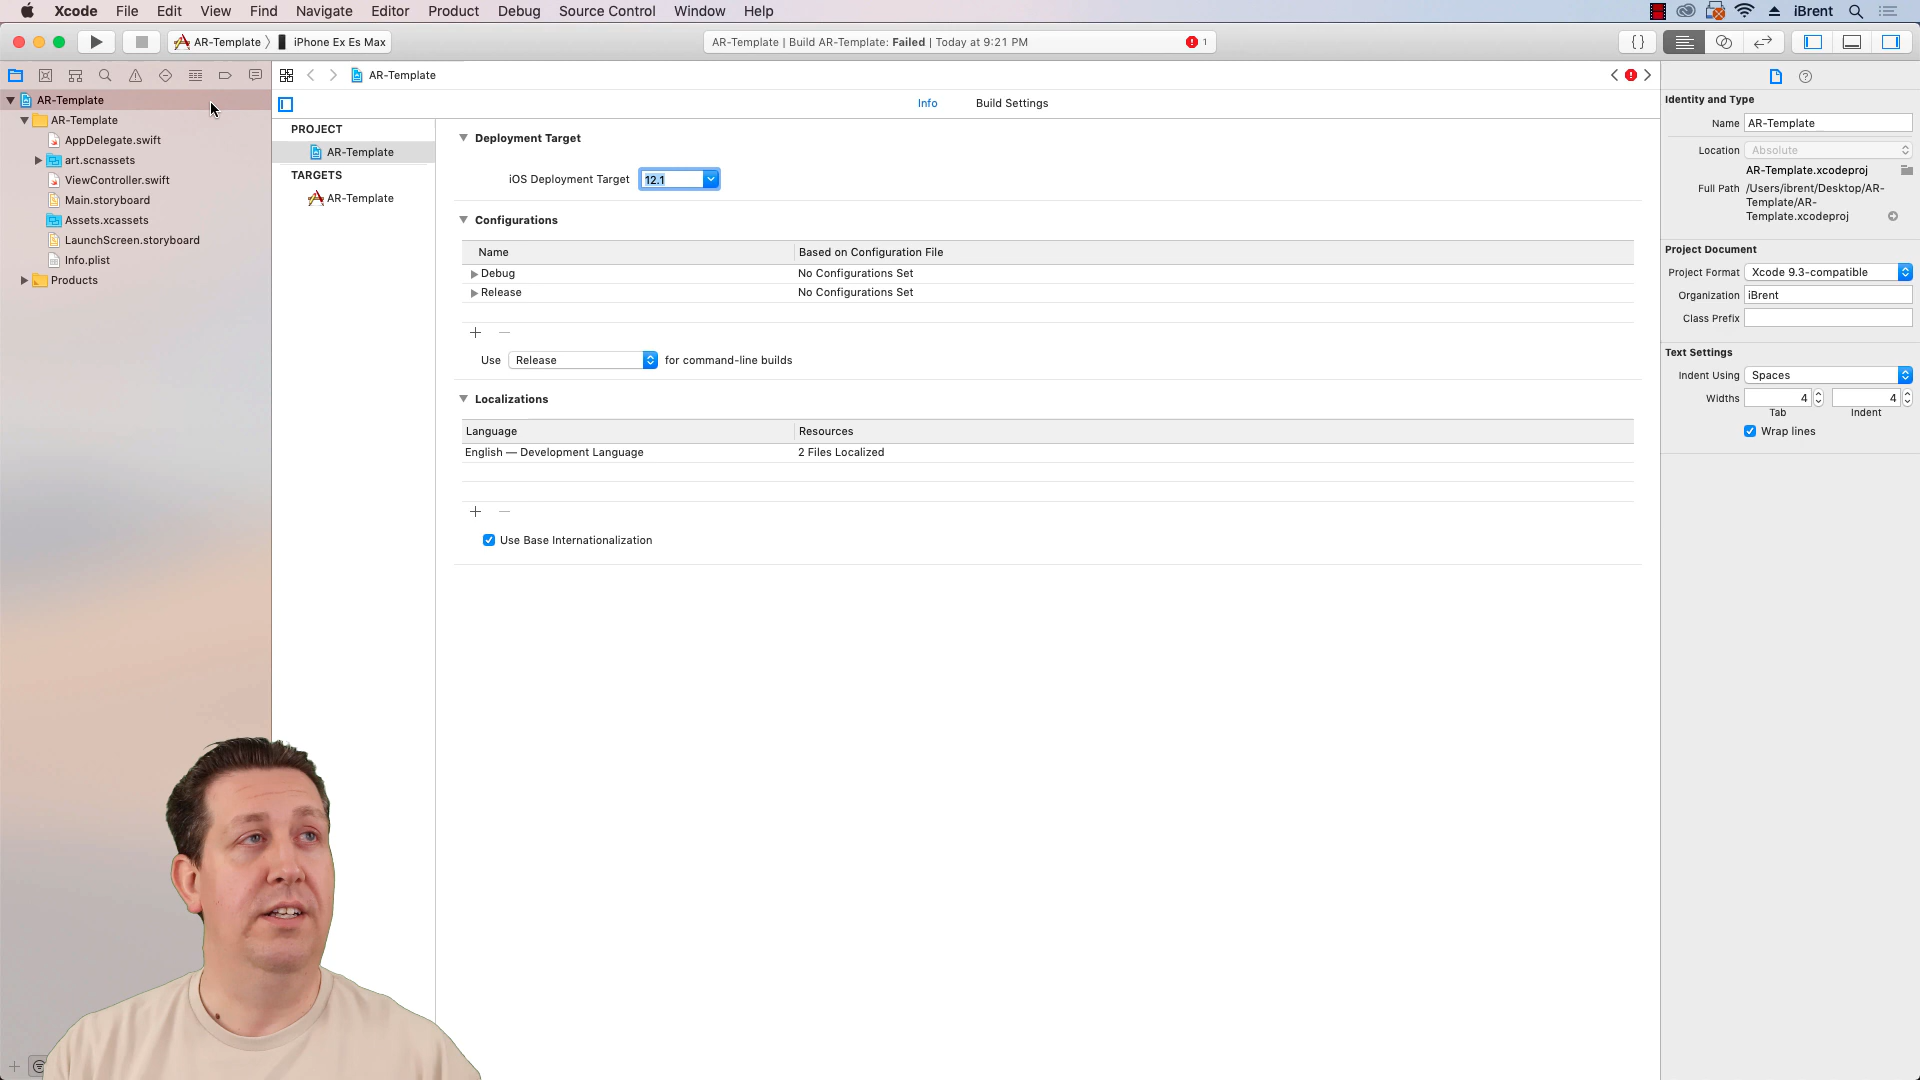 Xcode File Edit View Find Navigate Editor Product Debug Source Control Window Help iBrent
AR-Template iPhone Ex Es Max
AR-Template | Build AR-Template: Failed | Today at 9:21 PM 1
AR-Template
Info Build Settings
AR-Template
AR-Template
AppDelegate.swift
art.scnassets
ViewController.swift
Main.storyboard
Assets.xcassets
LaunchScreen.storyboard
Info.plist
Products
PROJECT
AR-Template
TARGETS
AR-Template
Deployment Target
iOS Deployment Target 12.1
Configurations
Name Based on Configuration File
Debug No Configurations Set
Release No Configurations Set
Use Release for command-line builds
Localizations
Language Resources
English — Development Language 2 Files Localized
Use Base Internationalization
Identity and Type
Name AR-Template
Location Absolute
AR-Template.xcodeproj
Full Path /Users/ibrent/Desktop/AR-
Template/AR-
Template.xcodeproj
Project Document
Project Format Xcode 9.3-compatible
Organization iBrent
Class Prefix
Text Settings
Indent Using Spaces
Widths 4 4
Tab Indent
Wrap lines